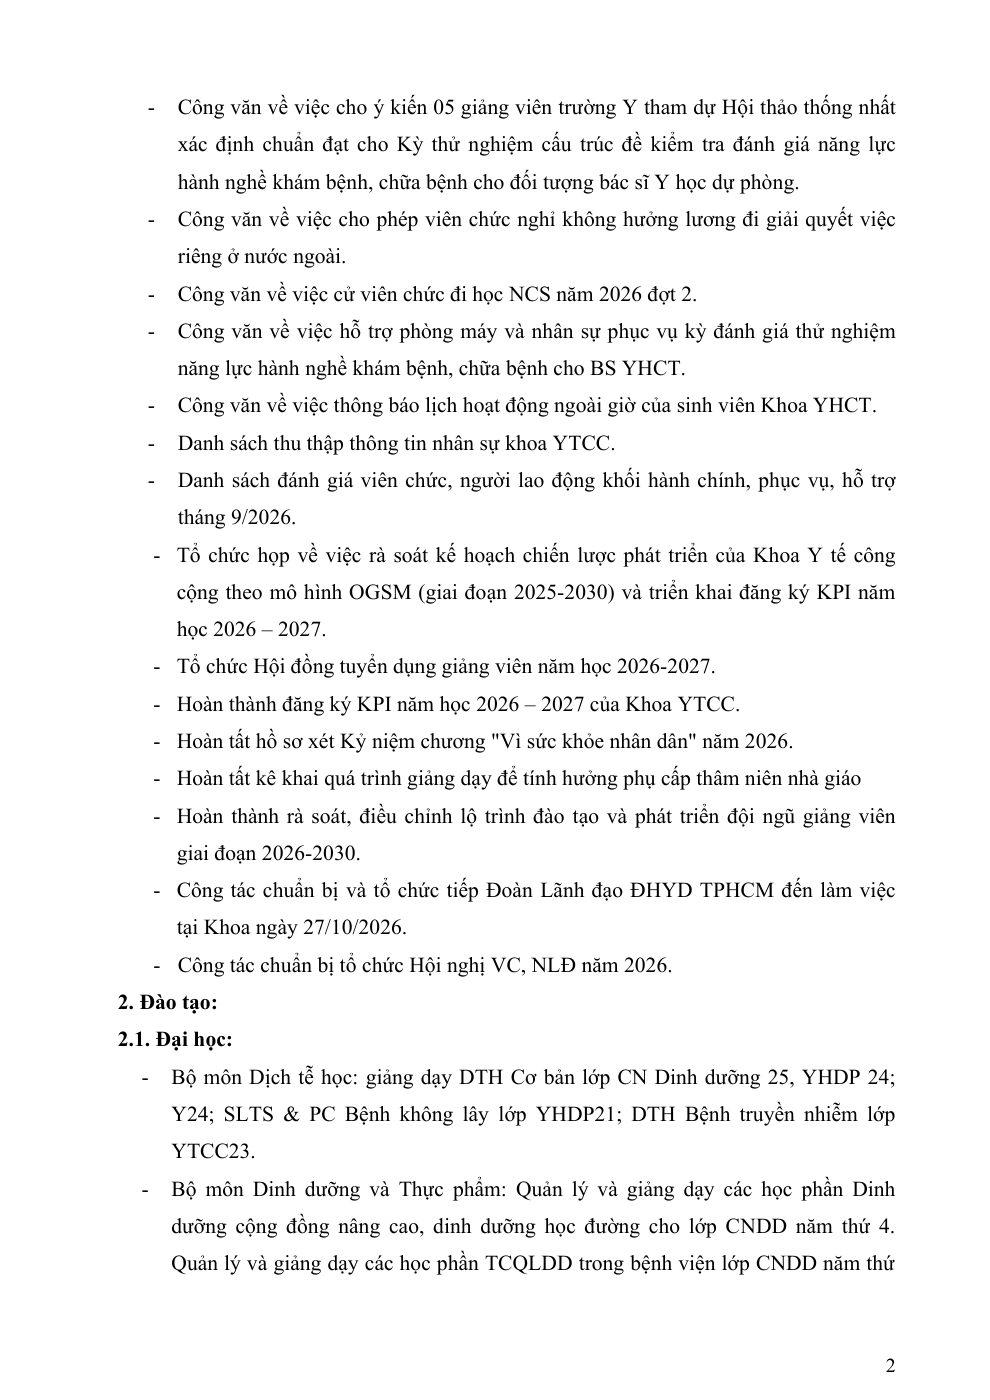 - Công văn về việc cho ý kiến 05 giảng viên trường Y tham dự Hội thảo thống nhất
xác định chuẩn đạt cho Kỳ thử nghiệm cấu trúc đề kiểm tra đánh giá năng lực
hành nghề khám bệnh, chữa bệnh cho đối tượng bác sĩ Y học dự phòng.
- Công văn về việc cho phép viên chức nghỉ không hưởng lương đi giải quyết việc
riêng ở nước ngoài.
- Công văn về việc cử viên chức đi học NCS năm 2026 đợt 2.
- Công văn về việc hỗ trợ phòng máy và nhân sự phục vụ kỳ đánh giá thử nghiệm
năng lực hành nghề khám bệnh, chữa bệnh cho BS YHCT.
- Công văn về việc thông báo lịch hoạt động ngoài giờ của sinh viên Khoa YHCT.
- Danh sách thu thập thông tin nhân sự khoa YTCC.
- Danh sách đánh giá viên chức, người lao động khối hành chính, phục vụ, hỗ trợ
tháng 9/2026.
- Tổ chức họp về việc rà soát kế hoạch chiến lược phát triển của Khoa Y tế công
cộng theo mô hình OGSM (giai đoạn 2025-2030) và triển khai đăng ký KPI năm
học 2026 – 2027.
- Tổ chức Hội đồng tuyển dụng giảng viên năm học 2026-2027.
- Hoàn thành đăng ký KPI năm học 2026 – 2027 của Khoa YTCC.
- Hoàn tất hồ sơ xét Kỷ niệm chương "Vì sức khỏe nhân dân" năm 2026.
- Hoàn tất kê khai quá trình giảng dạy để tính hưởng phụ cấp thâm niên nhà giáo
- Hoàn thành rà soát, điều chỉnh lộ trình đào tạo và phát triển đội ngũ giảng viên
giai đoạn 2026-2030.
- Công tác chuẩn bị và tổ chức tiếp Đoàn Lãnh đạo ĐHYD TPHCM đến làm việc
tại Khoa ngày 27/10/2026.
- Công tác chuẩn bị tổ chức Hội nghị VC, NLĐ năm 2026.
2. Đào tạo:
2.1. Đại học:
- Bộ môn Dịch tễ học: giảng dạy DTH Cơ bản lớp CN Dinh dưỡng 25, YHDP 24;
Y24; SLTS & PC Bệnh không lây lớp YHDP21; DTH Bệnh truyền nhiễm lớp
YTCC23.
- Bộ môn Dinh dưỡng và Thực phẩm: Quản lý và giảng dạy các học phần Dinh
dưỡng cộng đồng nâng cao, dinh dưỡng học đường cho lớp CNDD năm thứ 4.
Quản lý và giảng dạy các học phần TCQLDD trong bệnh viện lớp CNDD năm thứ
2